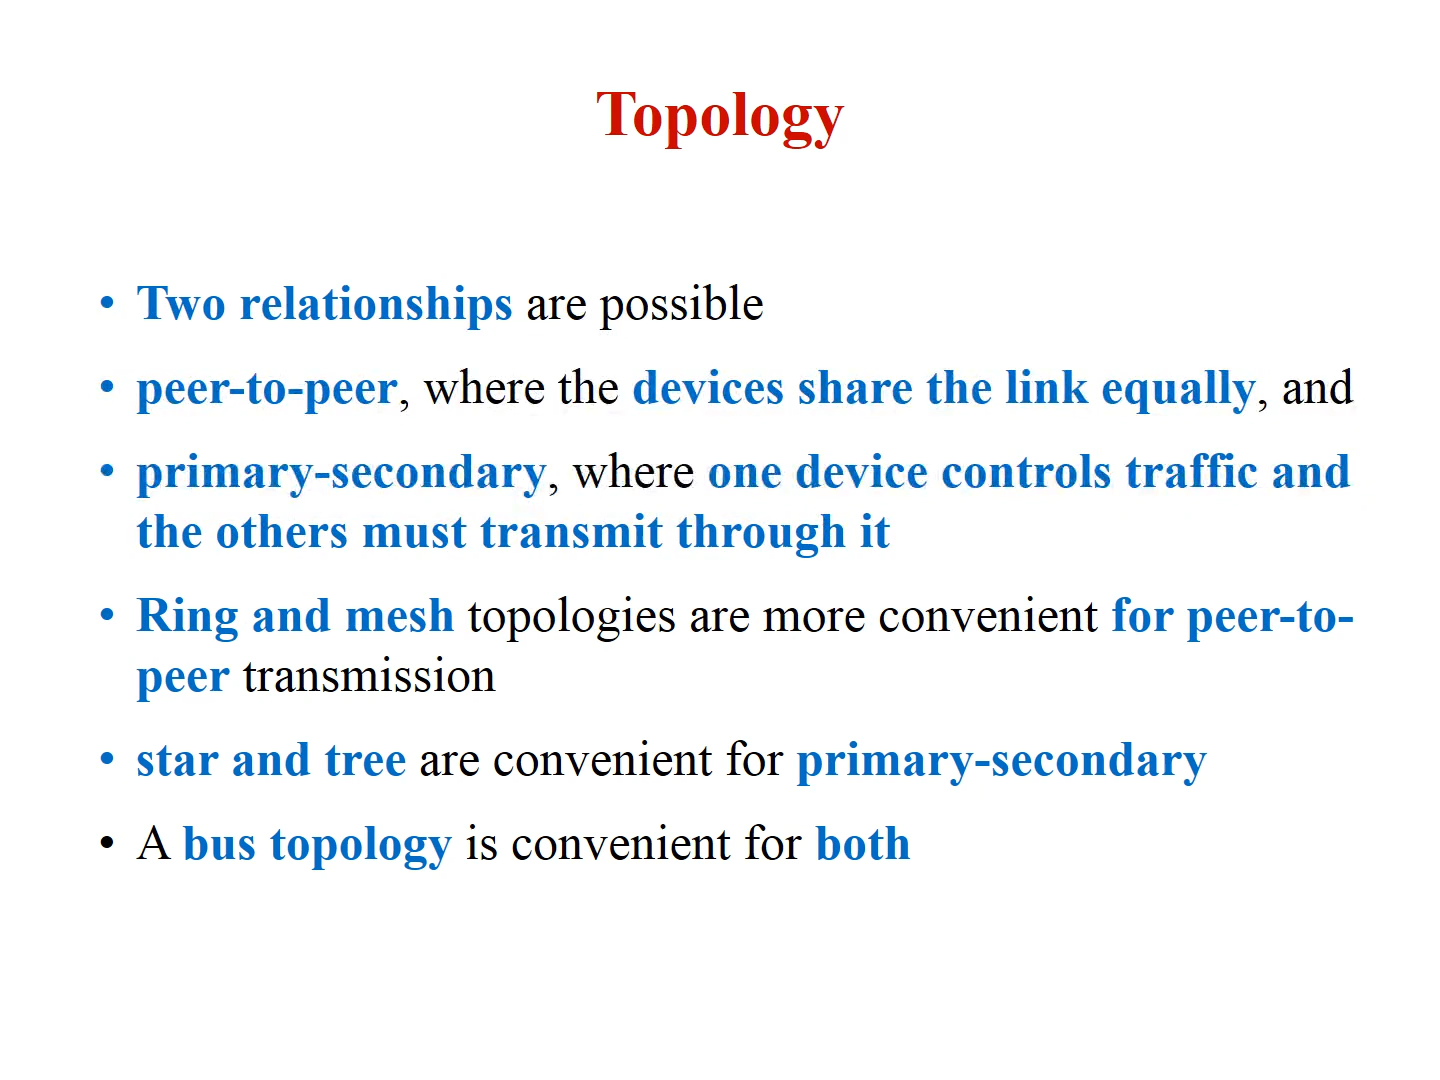 Topology
• Two relationships are possible
• peer-to-peer, where the devices share the link equally, and
• primary-secondary, where one device controls traffic and
the others must transmit through it
• Ring and mesh topologies are more convenient for peer-to-
peer transmission
• star and tree are convenient for primary-secondary
• A bus topology is convenient for both